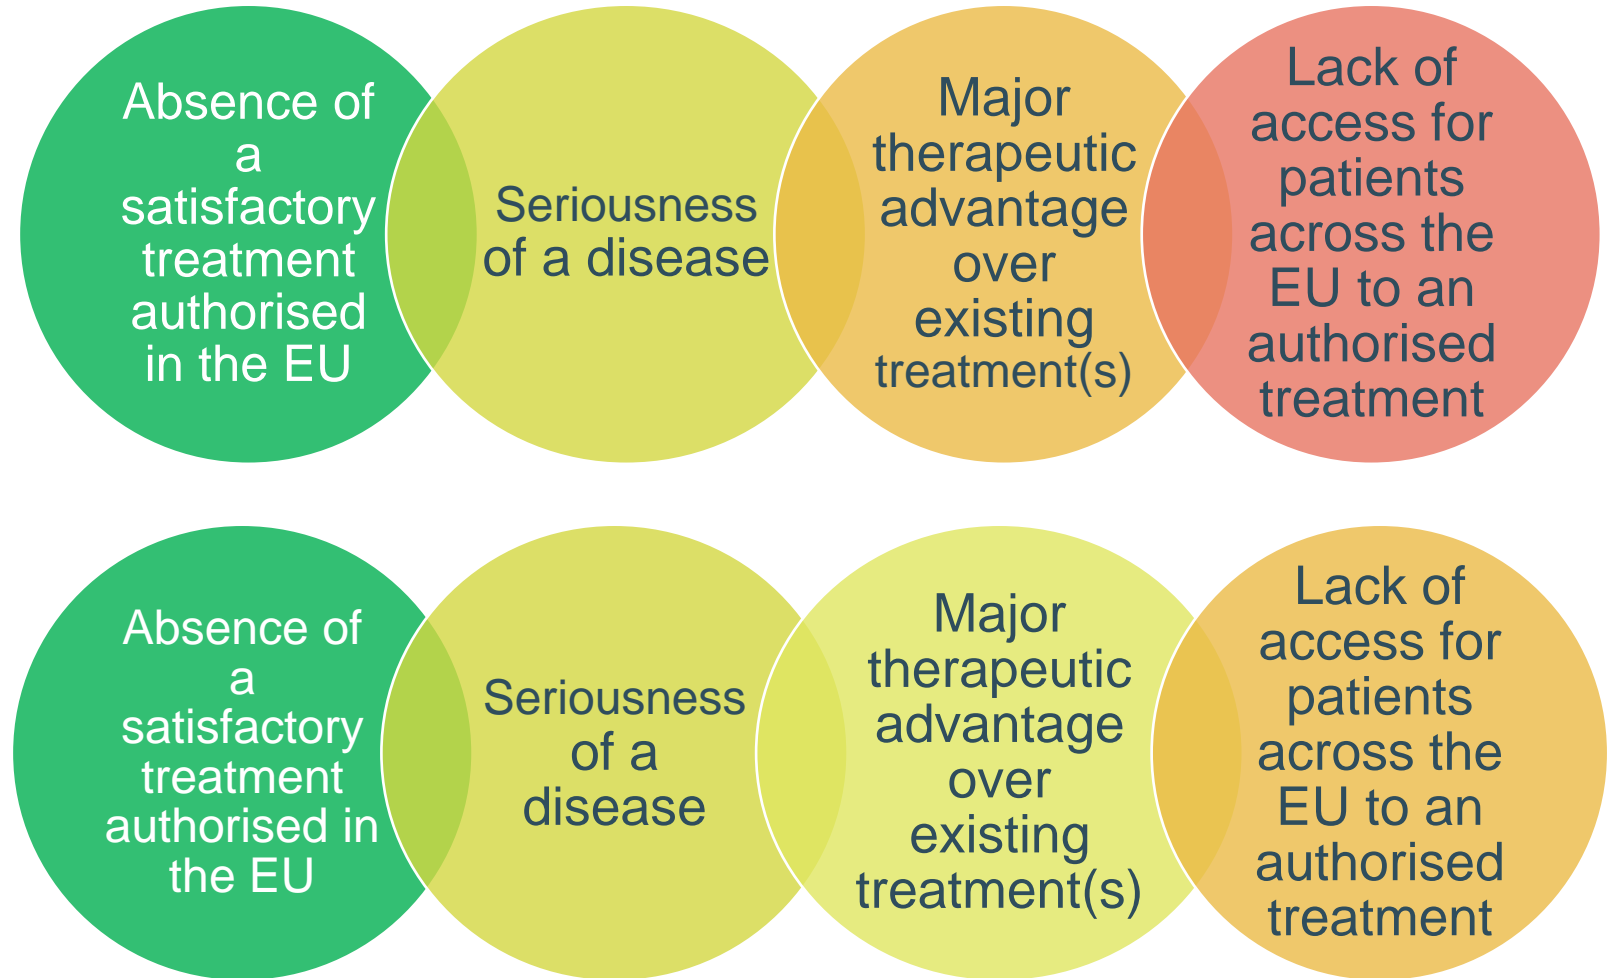 Absence of
a
satisfactory
treatment
authorised
in the EU
Seriousness
of a disease
Major
therapeutic
advantage
over
existing
treatment(s)
Lack of
access for
patients
across the
EU to an
authorised
treatment
Absence of
a
satisfactory
treatment
authorised in
the EU
Seriousness
of a
disease
Major
therapeutic
advantage
over
existing
treatment(s)
Lack of
access for
patients
across the
EU to an
authorised
treatment